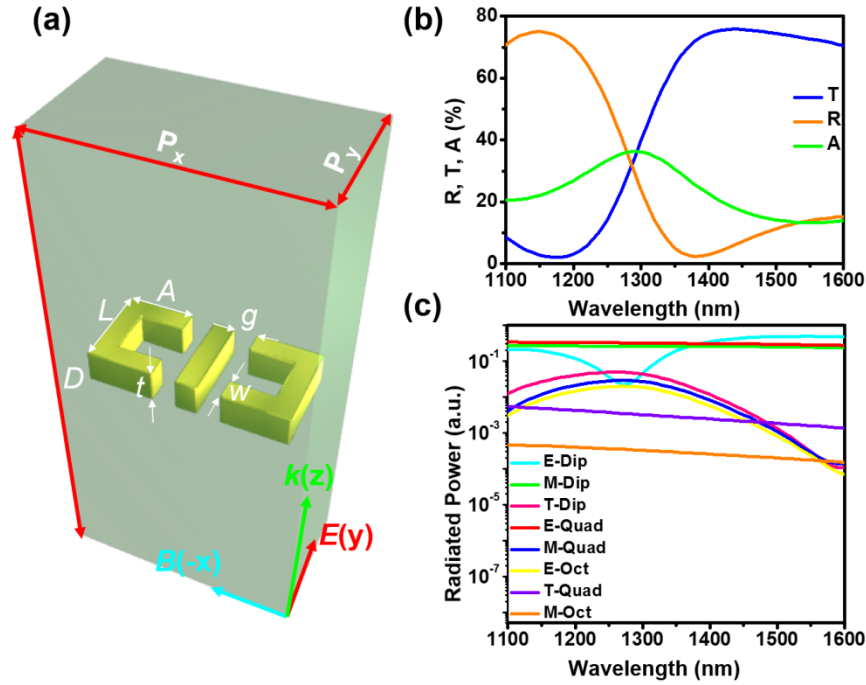 (a)
P_x
P_y
L
A
g
D
t
w
k(z)
E(y)
B(-x)
(b)
80
60
40
20
0
R, T, A (%)
T
R
A
1100 1200 1300 1400 1500 1600
Wavelength (nm)
(c)
10^-1
10^-3
10^-5
10^-7
Radiated Power (a.u.)
E-Dip
M-Dip
T-Dip
E-Quad
M-Quad
E-Oct
T-Quad
M-Oct
1100 1200 1300 1400 1500 1600
Wavelength (nm)